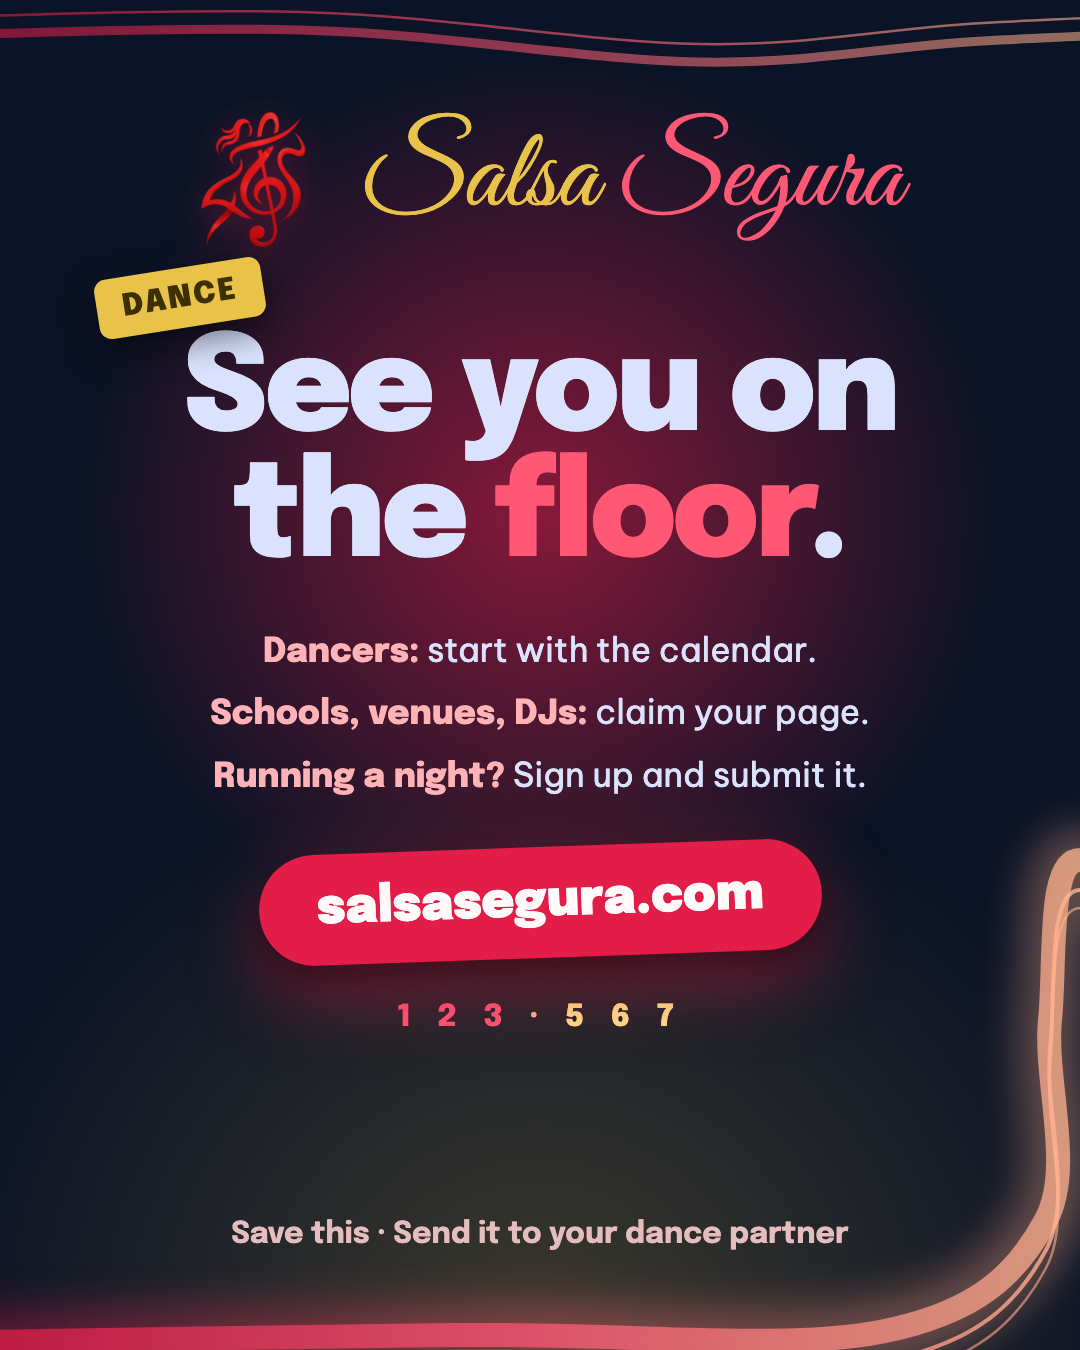 Salsa Segura
DANCE
See you on
the floor.
Dancers: start with the calendar.
Schools, venues, DJs: claim your page.
Running a night? Sign up and submit it.
salsasegura.com
1 2 3 · 5 6 7
Save this · Send it to your dance partner